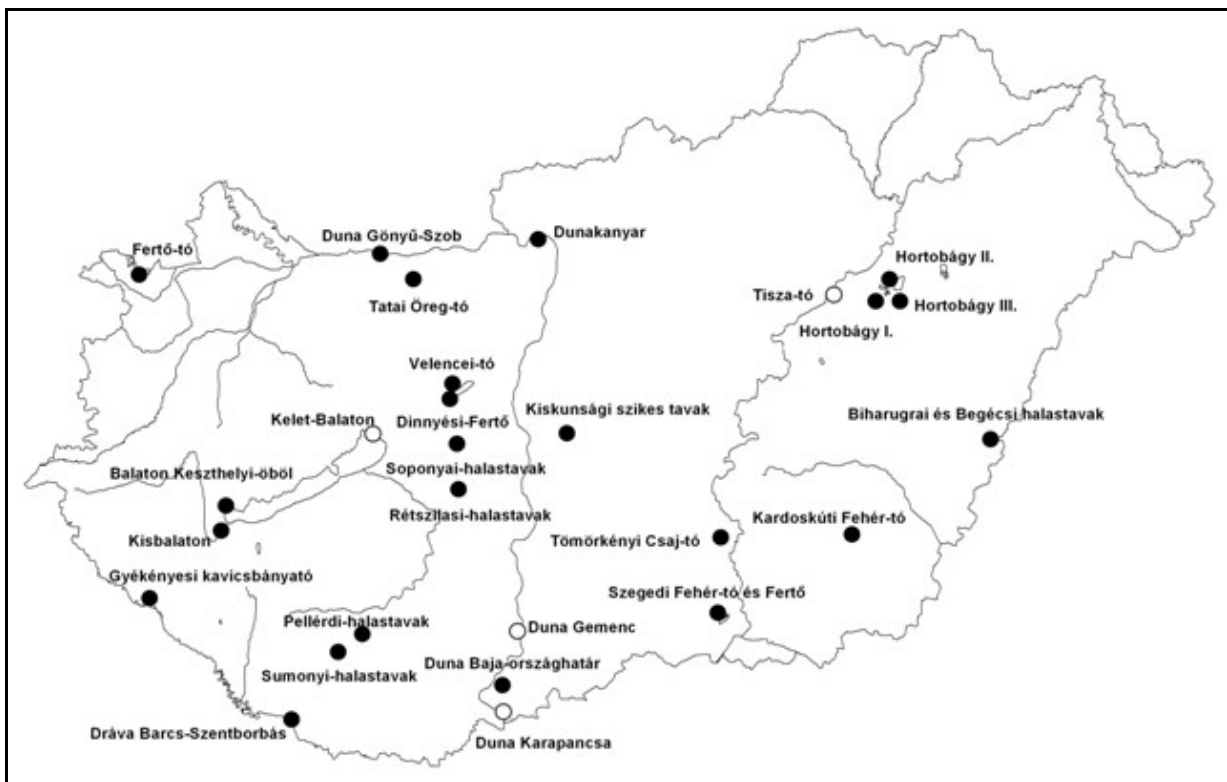 Duna Gönyű-Szob
Dunakanyar
Fertő-tó
Hortobágy II.
Tisza-tó
Hortobágy III.
Tatai Öreg-tó
Hortobágy I.
Velencei-tó
Kiskunsági szikes tavak
Biharugrai és Begécsi halastavak
Kelet-Balaton
Dinnyési-Fertő
Soponyai-halastavak
Balaton Keszthelyi-öböl
Rétszilasi-halastavak
Kardoskúti Fehér-tó
Kisbalaton
Tömörkényi Csaj-tó
Gyékényesi kavicsbányató
Szegedi Fehér-tó és Fertő
Pellérdi-halastavak
Duna Gemenc
Duna Baja-országhatár
Sumonyi-halastavak
Dráva Barcs-Szentborbás
Duna Karapancsa